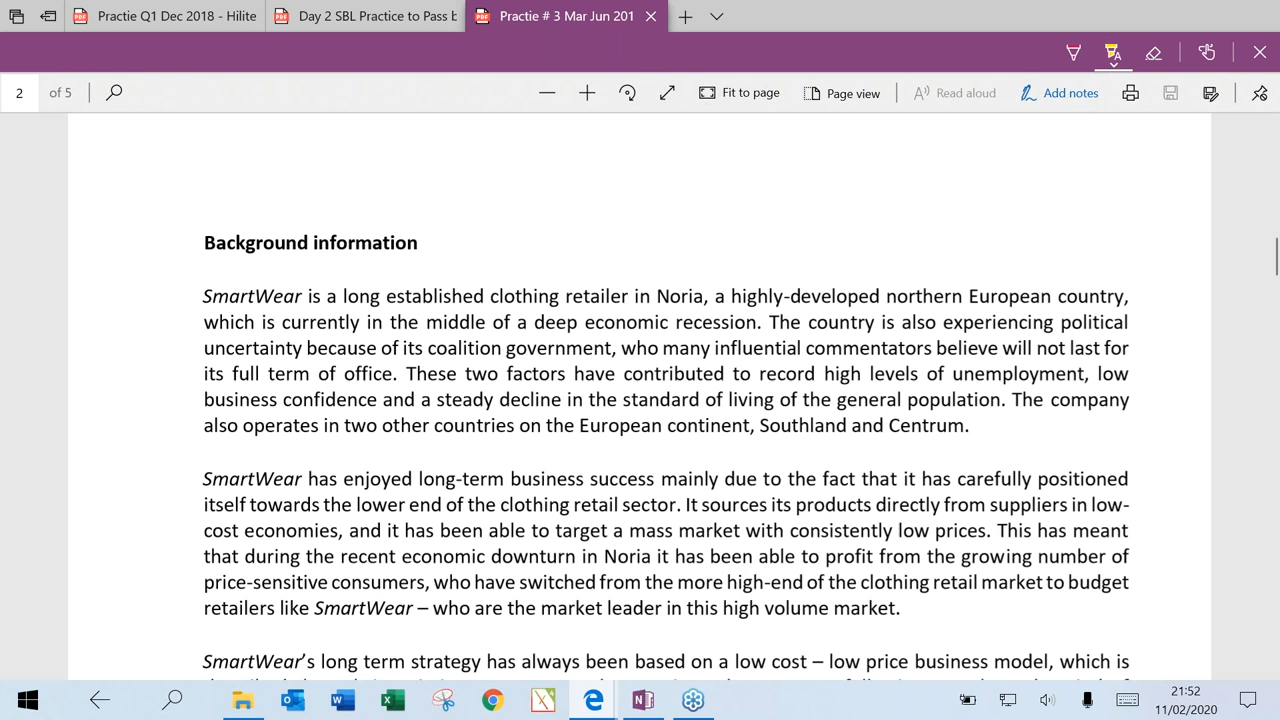 Practie Q1 Dec 2018 - Hilite
Day 2 SBL Practice to Pass b
Practie # 3 Mar Jun 201
2 of 5
Fit to page
Page view
Read aloud
Add notes
Background information
SmartWear is a long established clothing retailer in Noria, a highly-developed northern European country,
which is currently in the middle of a deep economic recession. The country is also experiencing political
uncertainty because of its coalition government, who many influential commentators believe will not last for
its full term of office. These two factors have contributed to record high levels of unemployment, low
business confidence and a steady decline in the standard of living of the general population. The company
also operates in two other countries on the European continent, Southland and Centrum.
SmartWear has enjoyed long-term business success mainly due to the fact that it has carefully positioned
itself towards the lower end of the clothing retail sector. It sources its products directly from suppliers in low-
cost economies, and it has been able to target a mass market with consistently low prices. This has meant
that during the recent economic downturn in Noria it has been able to profit from the growing number of
price-sensitive consumers, who have switched from the more high-end of the clothing retail market to budget
retailers like SmartWear – who are the market leader in this high volume market.
SmartWear's long term strategy has always been based on a low cost – low price business model, which is
21:52
11/02/2020